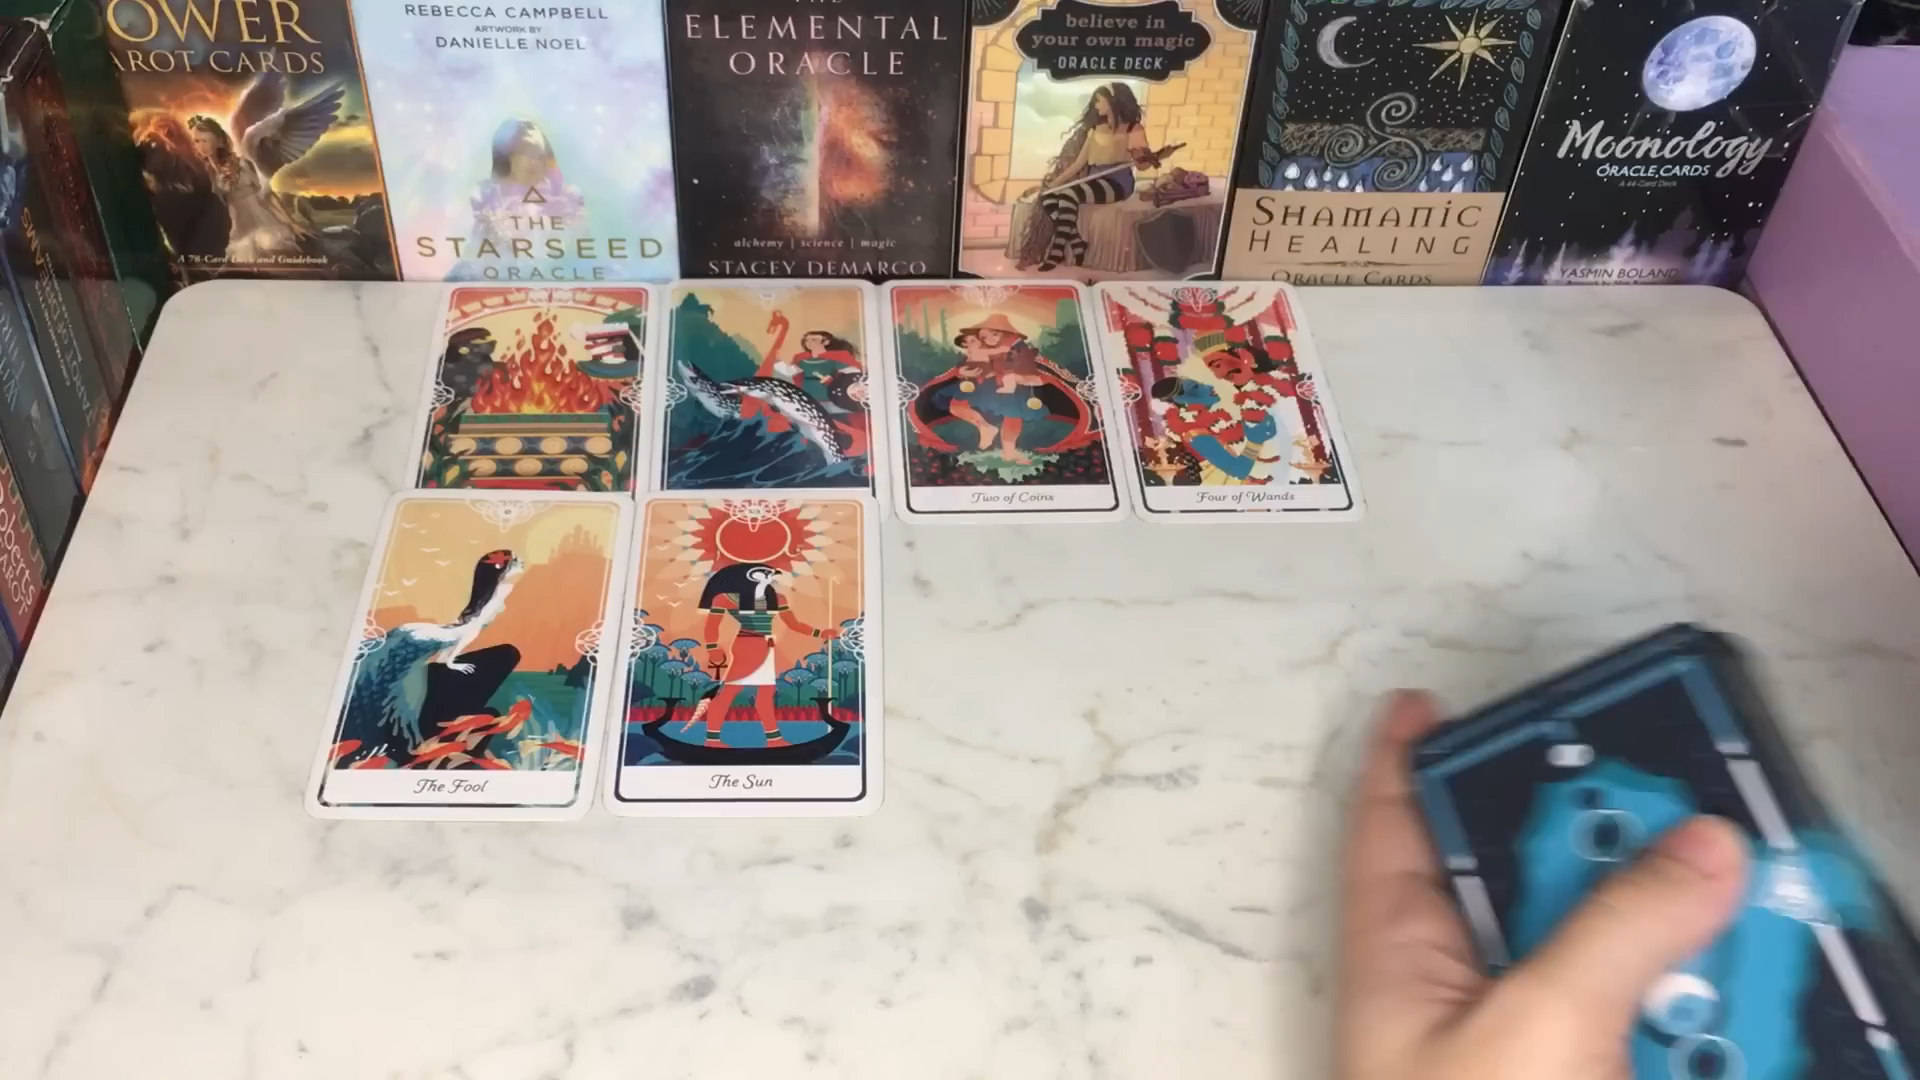 OWER
AROT CARDS
A 78-Card Deck and Guidebook
REBECCA CAMPBELL
ARTWORK BY
DANIELLE NOEL
THE
STARSEED
ORACLE
THE
ELEMENTAL
ORACLE
alchemy | science | magic
STACEY DEMARCO
believe in
your own magic
ORACLE DECK
SHAMANIC
HEALING
ORACLE CARDS
Moonology
ORACLE CARDS
A 44-Card Deck
YASMIN BOLAND
Two of Coins
Four of Wands
0
The Fool
The Sun